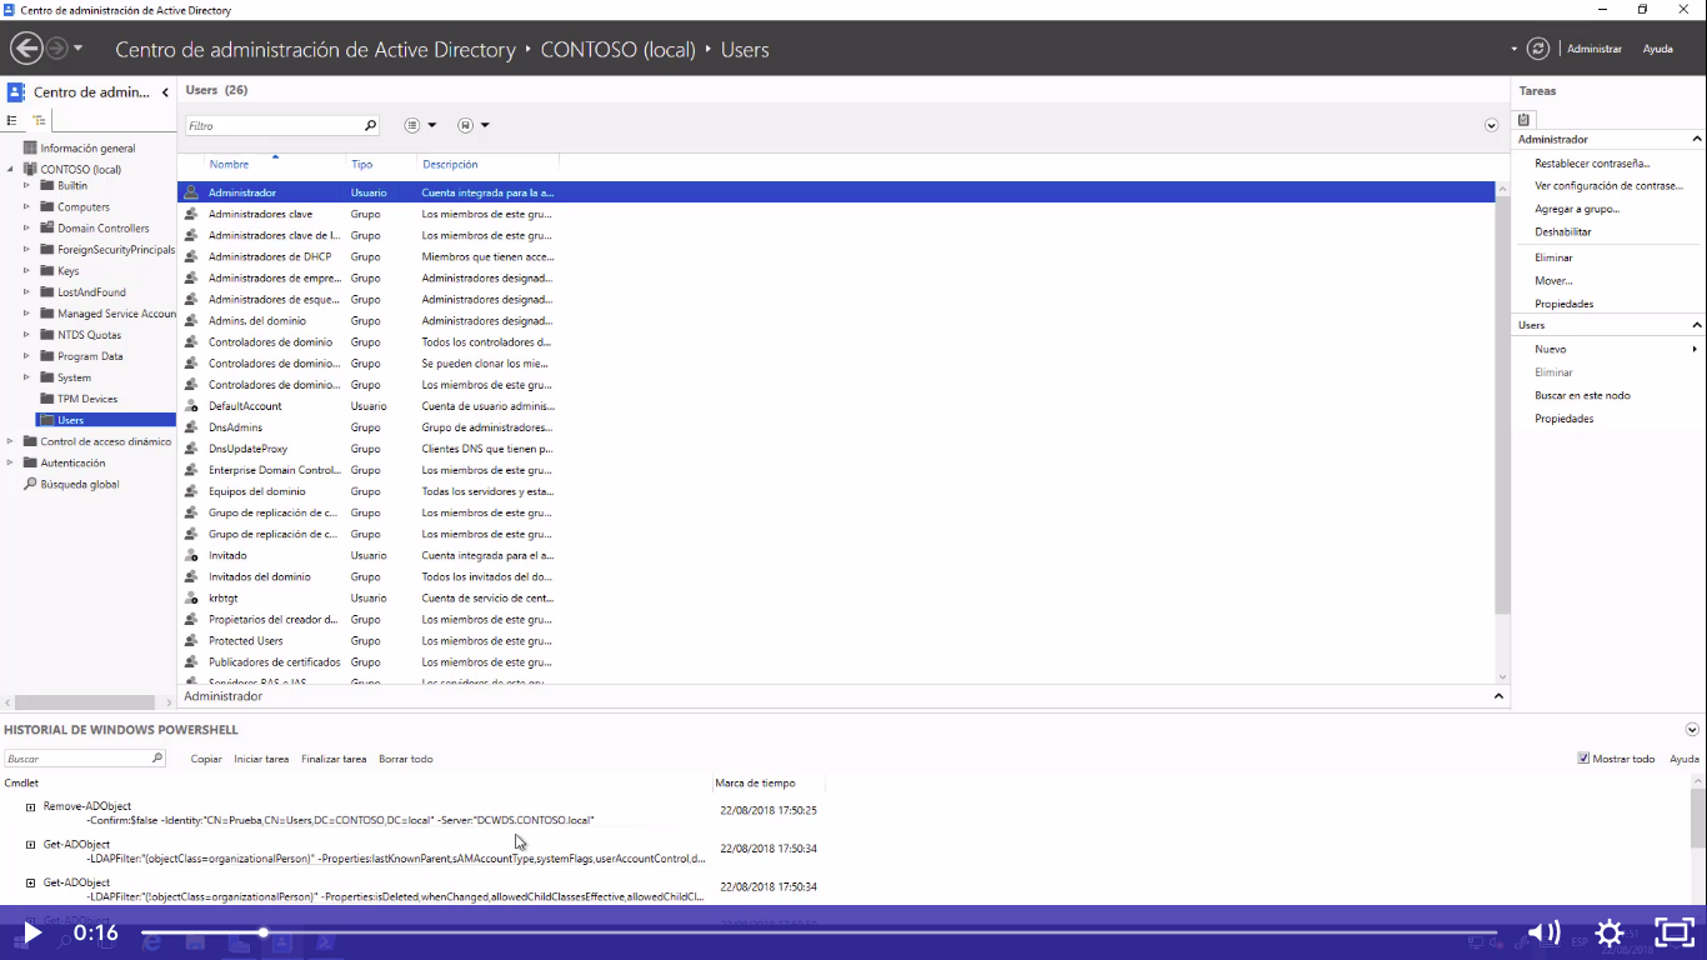 Centro de administración de Active Directory
Centro de administración de Active Directory ‣ CONTOSO (local) ‣ Users
Administrar
Ayuda
Centro de admin...
Información general
CONTOSO (local)
Builtin
Computers
Domain Controllers
ForeignSecurityPrincipals
Keys
LostAndFound
Managed Service Accoun
NTDS Quotas
Program Data
System
TPM Devices
Users
Control de acceso dinámico
Autenticación
Búsqueda global
Users (26)
Filtro
Nombre Tipo Descripción
Administrador Usuario Cuenta integrada para la a...
Administradores clave Grupo Los miembros de este gru...
Administradores clave de l... Grupo Los miembros de este gru...
Administradores de DHCP Grupo Miembros que tienen acce...
Administradores de empre... Grupo Administradores designad...
Administradores de esque... Grupo Administradores designad...
Admins. del dominio Grupo Administradores designad...
Controladores de dominio Grupo Todos los controladores d...
Controladores de dominio... Grupo Se pueden clonar los mie...
Controladores de dominio... Grupo Los miembros de este gru...
DefaultAccount Usuario Cuenta de usuario adminis...
DnsAdmins Grupo Grupo de administradores...
DnsUpdateProxy Grupo Clientes DNS que tienen p...
Enterprise Domain Control... Grupo Los miembros de este gru...
Equipos del dominio Grupo Todas los servidores y esta...
Grupo de replicación de c... Grupo Los miembros de este gru...
Grupo de replicación de c... Grupo Los miembros de este gru...
Invitado Usuario Cuenta integrada para el a...
Invitados del dominio Grupo Todos los invitados del do...
krbtgt Usuario Cuenta de servicio de cent...
Propietarios del creador d... Grupo Los miembros de este gru...
Protected Users Grupo Los miembros de este gru...
Publicadores de certificados Grupo Los miembros de este gru...
Servidores RAS e IAS Grupo Los servidores de este gru...
Administrador
Tareas
Administrador
Restablecer contraseña...
Ver configuración de contrase...
Agregar a grupo...
Deshabilitar
Eliminar
Mover...
Propiedades
Users
Nuevo
Eliminar
Buscar en este nodo
Propiedades
HISTORIAL DE WINDOWS POWERSHELL
Buscar Copiar Iniciar tarea Finalizar tarea Borrar todo Mostrar todo Ayuda
Cmdlet Marca de tiempo
Remove-ADObject 22/08/2018 17:50:25
-Confirm:$false -Identity:"CN=Prueba,CN=Users,DC=CONTOSO,DC=local" -Server:"DCWDS.CONTOSO.local"
Get-ADObject 22/08/2018 17:50:34
-LDAPFilter:"(objectClass=organizationalPerson)" -Properties:lastKnownParent,sAMAccountType,systemFlags,userAccountControl,d...
Get-ADObject 22/08/2018 17:50:34
-LDAPFilter:"(!objectClass=organizationalPerson)" -Properties:isDeleted,whenChanged,allowedChildClassesEffective,allowedChildCl...
Get-ADObject
0:16
ESP